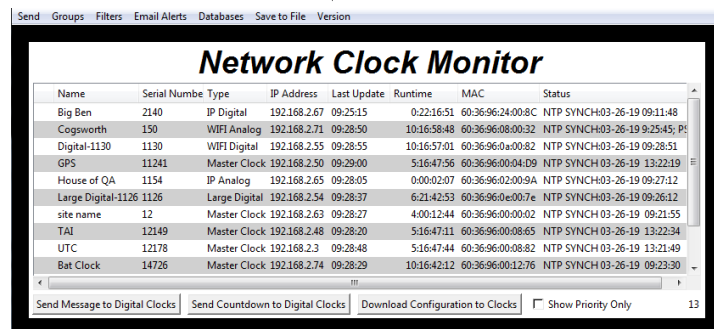 Send Groups Filters Email Alerts Databases Save to File Version
Network Clock Monitor
Name Serial Numbe Type IP Address Last Update Runtime MAC Status
Big Ben 2140 IP Digital 192.168.2.67 09:25:15 0:22:16:51 60:36:96:24:00:8C NTP SYNCH:03-26-19 09:11:48
Cogsworth 150 WIFI Analog 192.168.2.71 09:28:50 10:16:58:48 60:36:96:08:00:32 NTP SYNCH:03-26-19 9:25:45; PS
Digital-1130 1130 WIFI Digital 192.168.2.55 09:28:55 10:16:57:01 60:36:96:0a:00:82 NTP SYNCH:03-26-19 09:28:51
GPS 11241 Master Clock 192.168.2.50 09:29:00 5:16:47:56 60:36:96:00:04:D9 NTP SYNCH 03-26-19 13:22:19
House of QA 1154 IP Analog 192.168.2.65 09:28:05 0:00:02:07 60:36:96:02:00:9A NTP SYNCH:03-26-19 09:27:12
Large Digital-1126 1126 Large Digital 192.168.2.54 09:28:37 6:21:42:53 60:36:96:0e:00:7e NTP SYNCH:03-26-19 09:26:12
site name 12 Master Clock 192.168.2.63 09:28:27 4:00:12:44 60:36:96:00:00:02 NTP SYNCH 03-26-19 09:21:55
TAI 12149 Master Clock 192.168.2.48 09:28:20 5:16:47:11 60:36:96:00:08:65 NTP SYNCH 03-26-19 13:22:34
UTC 12178 Master Clock 192.168.2.3 09:28:48 5:16:47:44 60:36:96:00:08:82 NTP SYNCH 03-26-19 13:21:49
Bat Clock 14726 Master Clock 192.168.2.74 09:28:29 10:16:42:12 60:36:96:00:12:76 NTP SYNCH 03-26-19 09:23:30
Send Message to Digital Clocks Send Countdown to Digital Clocks Download Configuration to Clocks Show Priority Only 13